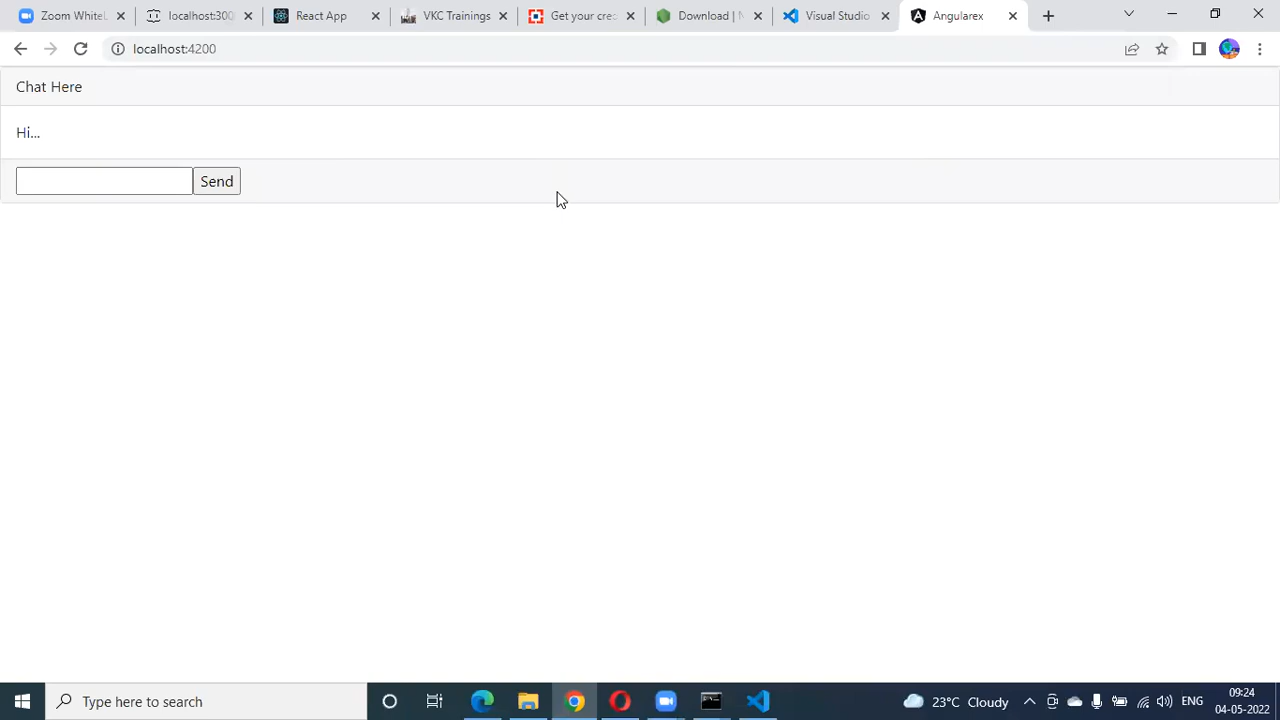 Zoom Whit
localhost:300
React App
VKC Trainings
Get your cre
Download | N
Visual Studio
Angularex
localhost:4200
Chat Here
Hi...
Send
Type here to search
23°C Cloudy
ENG
09:24
04-05-2022